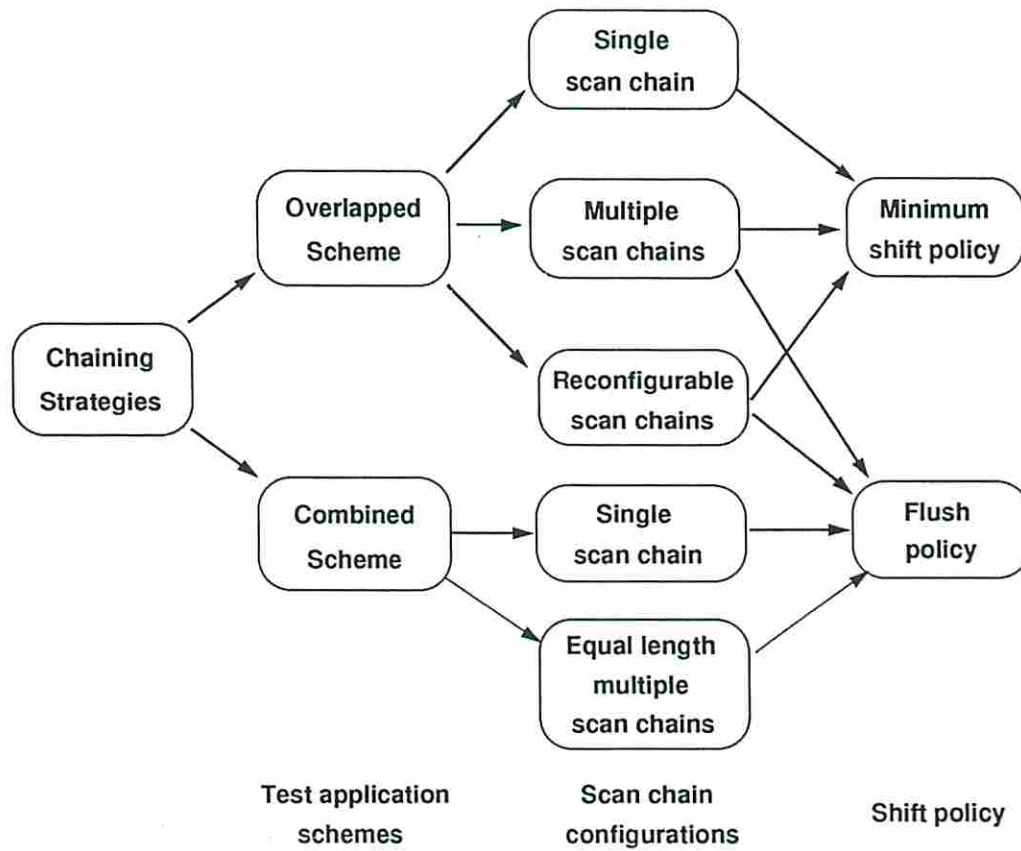 Single
scan chain
Overlapped
Scheme
Multiple
scan chains
Minimum
shift policy
Chaining
Strategies
Reconfigurable
scan chains
Combined
Scheme
Single
scan chain
Flush
policy
Equal length
multiple
scan chains
Test application
schemes
Scan chain
configurations
Shift policy